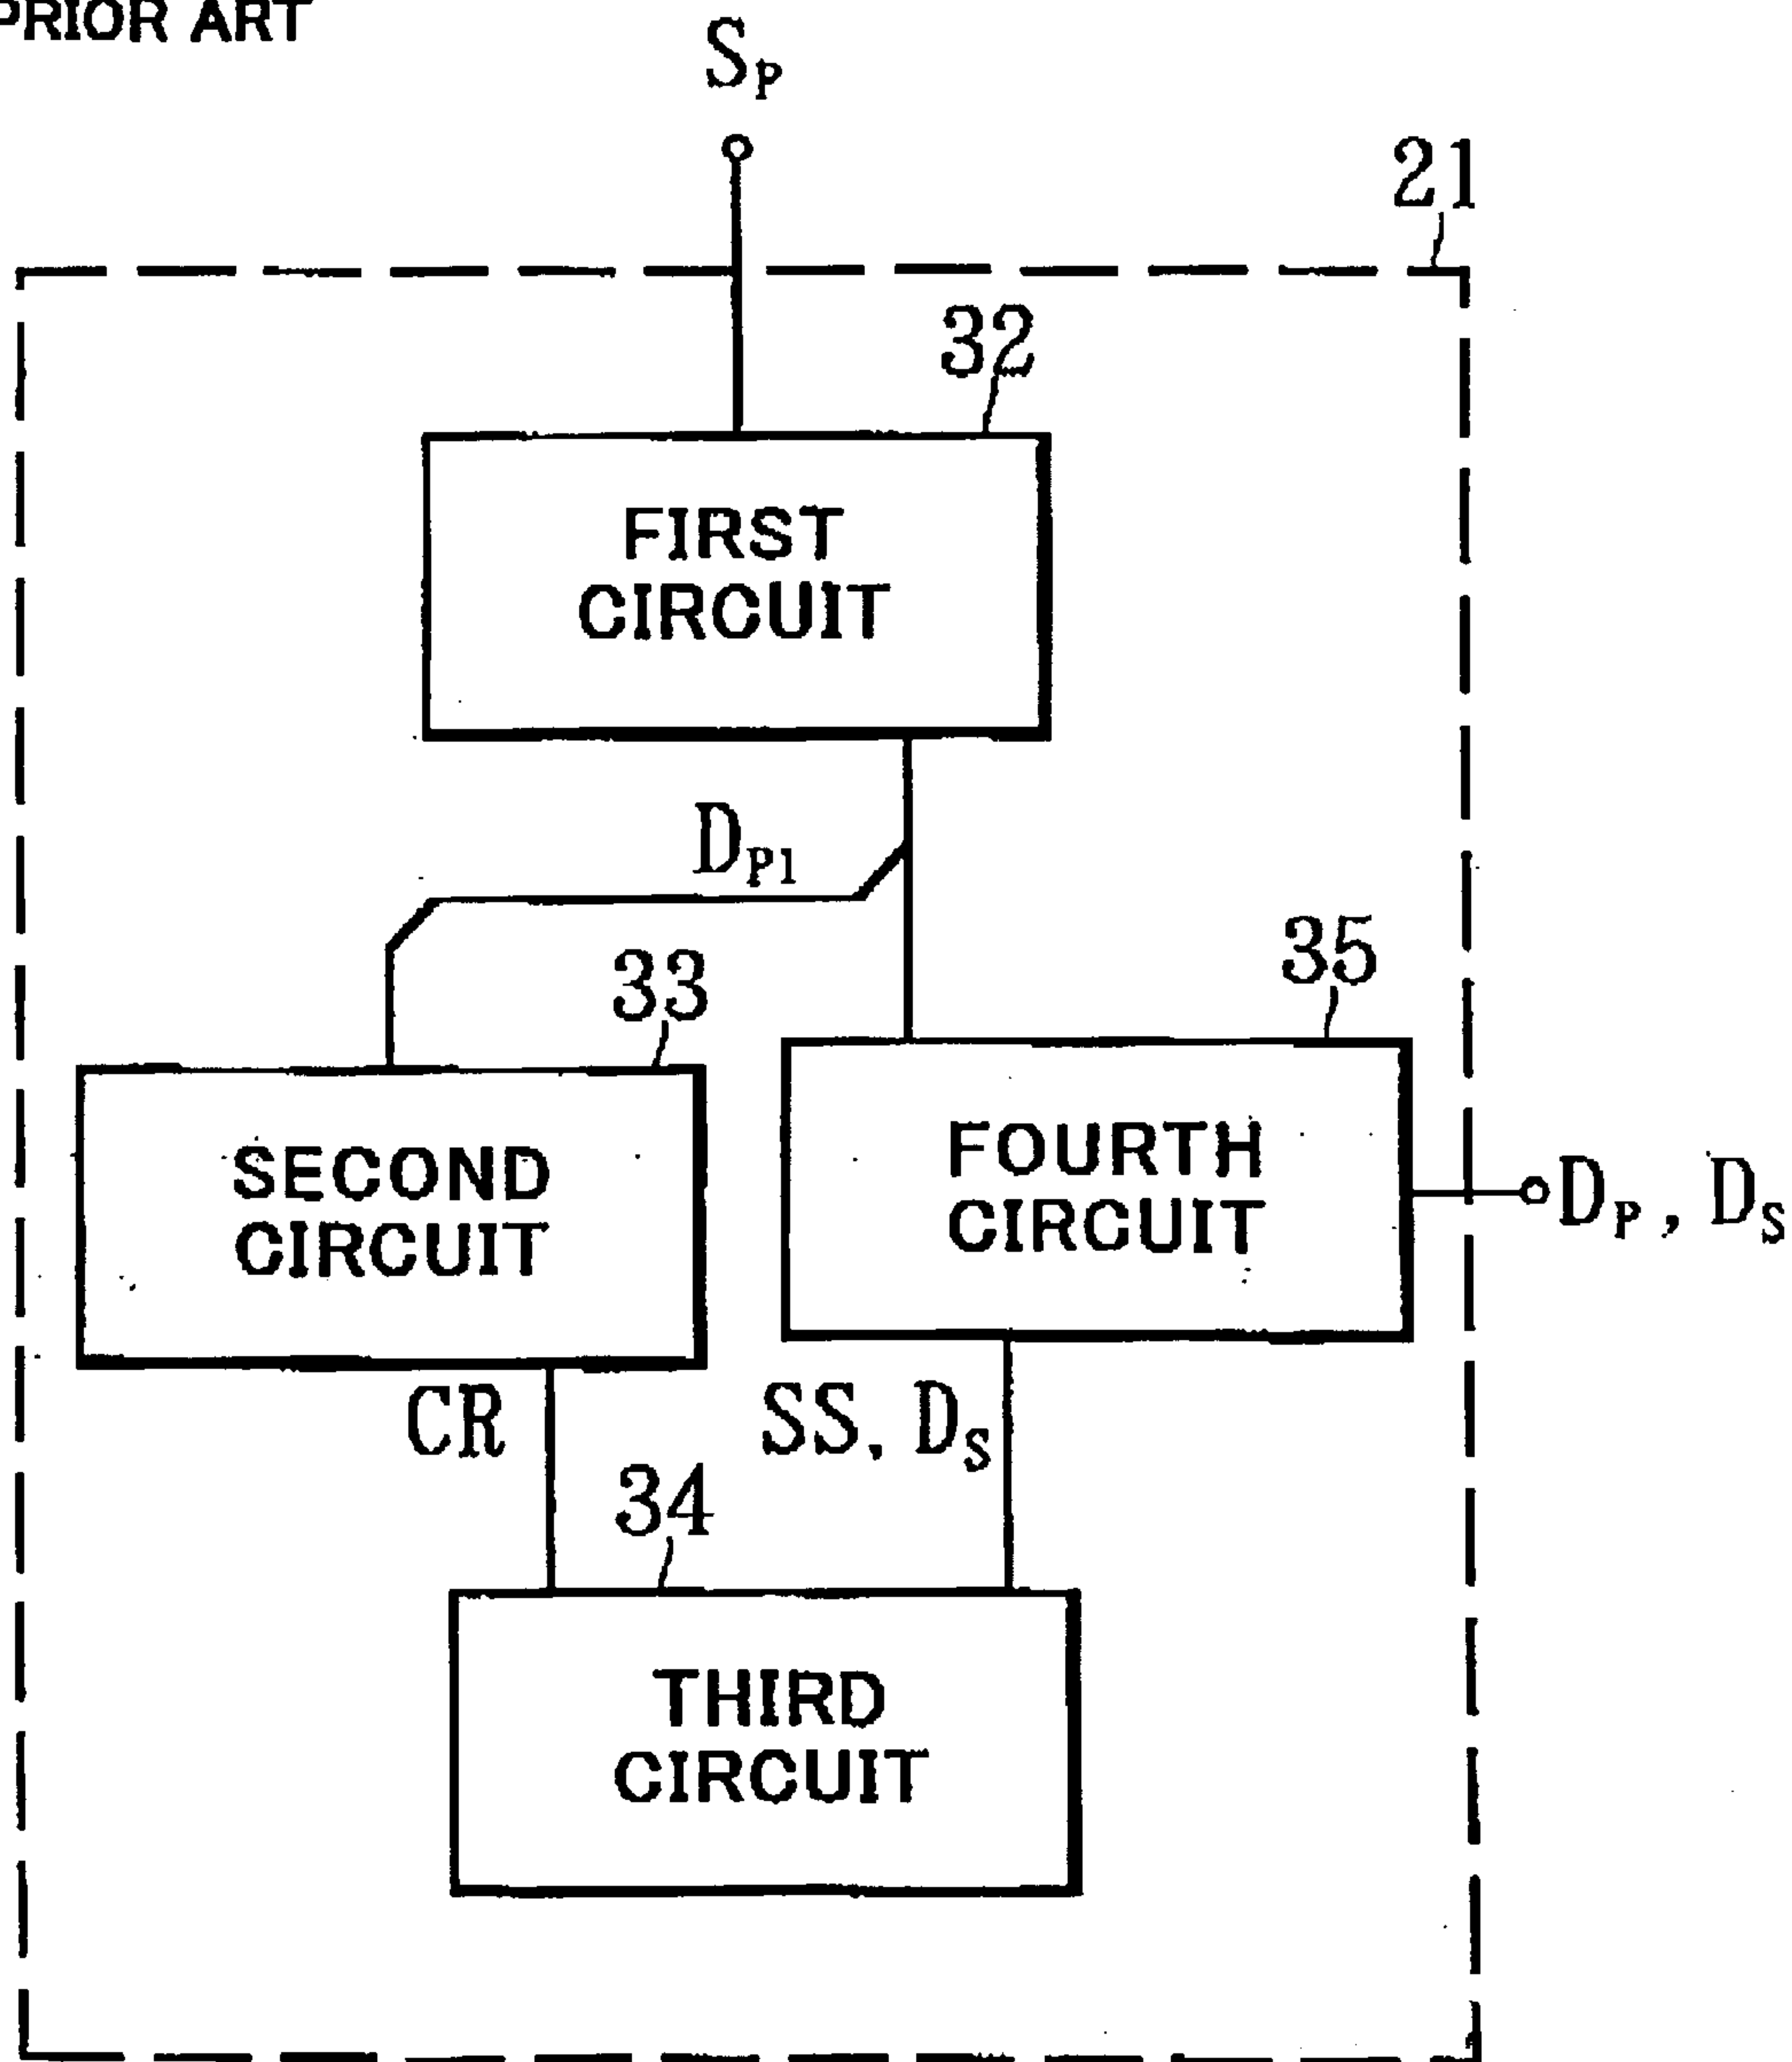 PRIOR ART
SP
21
32
FIRST
CIRCUIT
DP1
33
35
SECOND
CIRCUIT
FOURTH
CIRCUIT
DP, DS
CR
SS, DS
34
THIRD
CIRCUIT